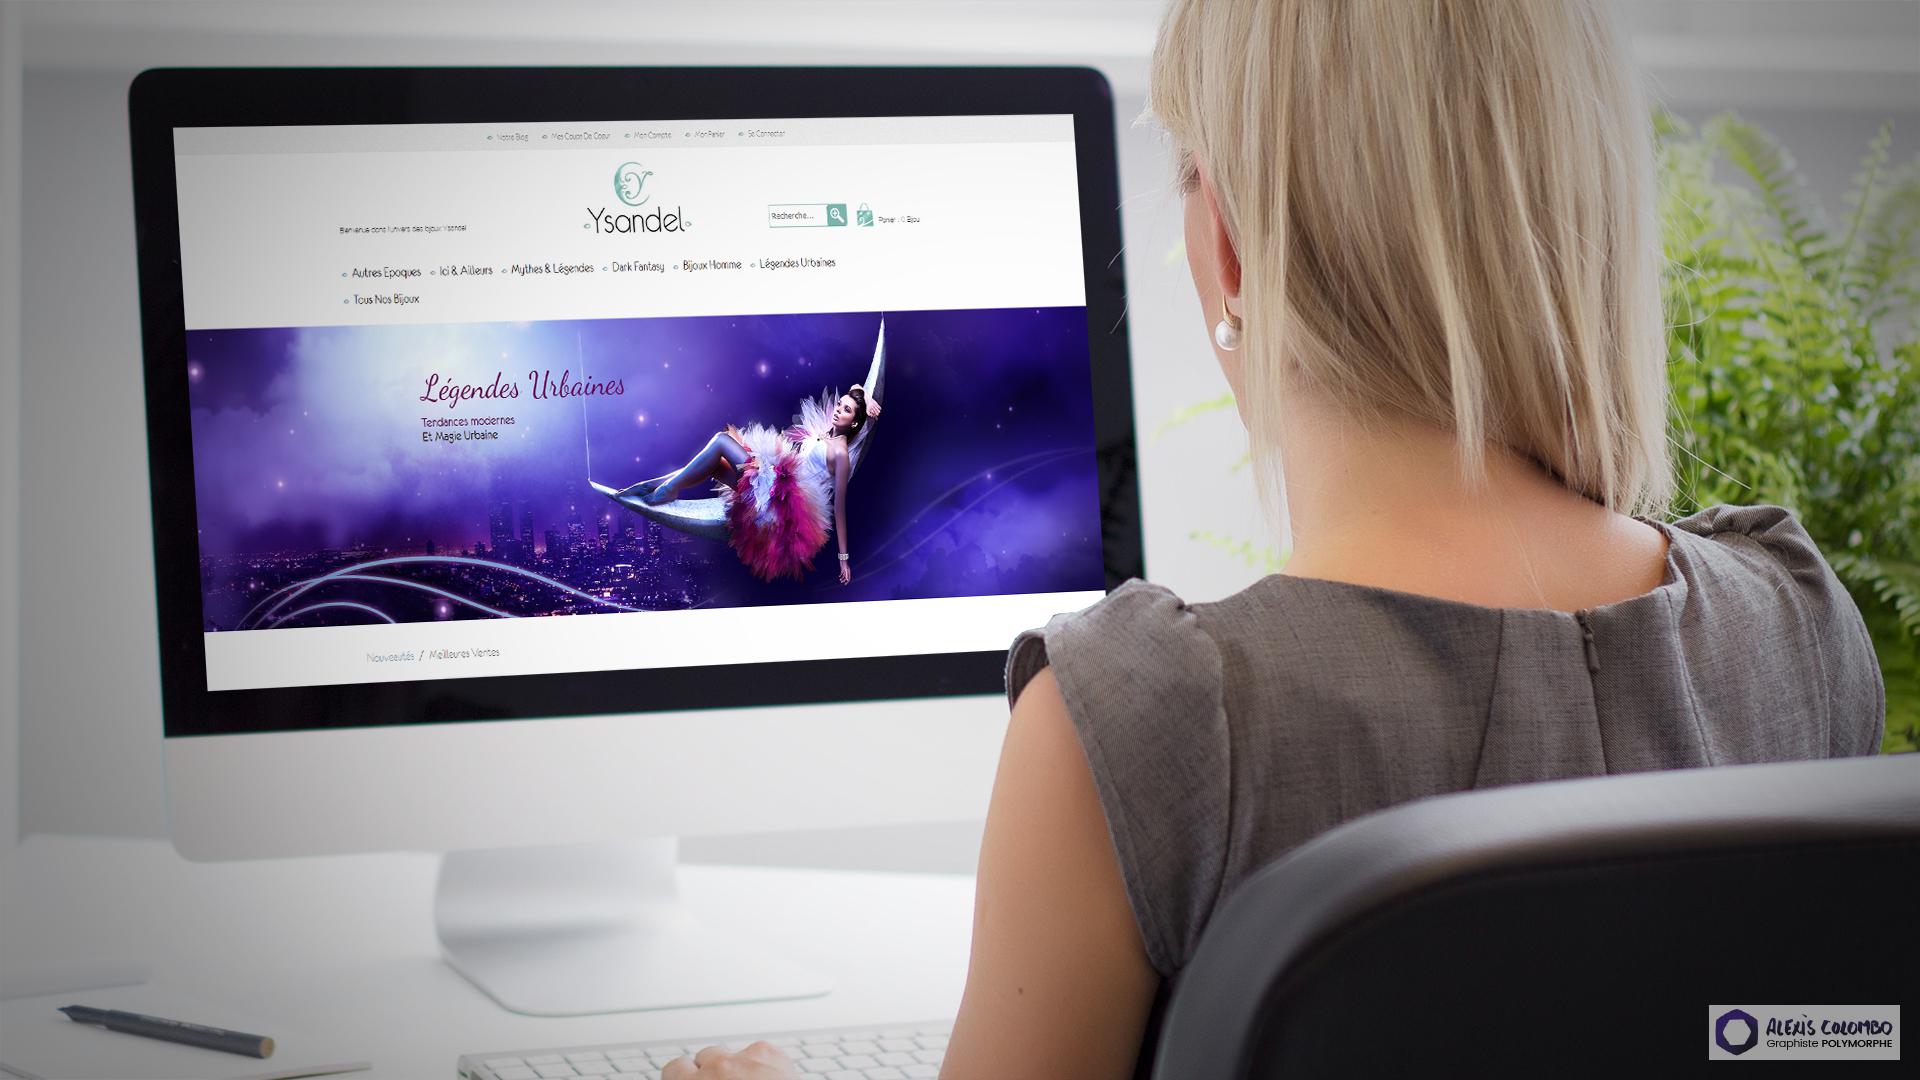 Notre Blog Mes Coups De Coeur Mon Compte Mon Panier Se Connecter
Ysandel
Bienvenue dans l'univers des bijoux Ysandel
Recherche... Panier : 0 Bijou
Autres Epoques Ici & Ailleurs Mythes & Légendes Dark Fantasy Bijoux Homme Légendes Urbaines
Tous Nos Bijoux
Légendes Urbaines
Tendances modernes
Et Magie Urbaine
Nouveautés / Meilleures Ventes
ALEXIS COLOMBO
Graphiste POLYMORPHE